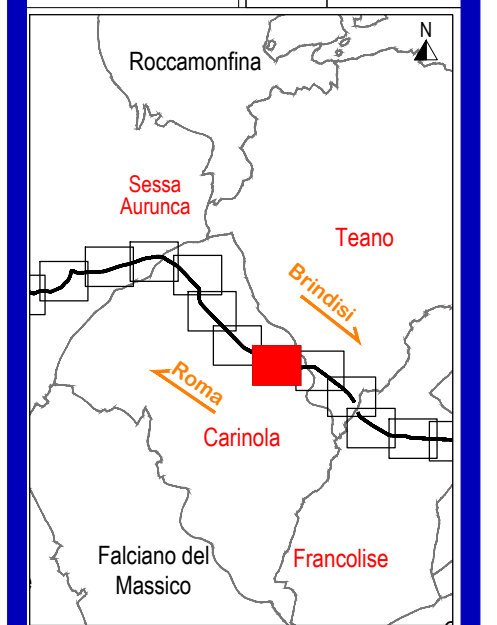 N
Roccamonfina
Sessa
Aurunca
Teano
Brindisi
Roma
Carinola
Falciano del
Massico
Francolise